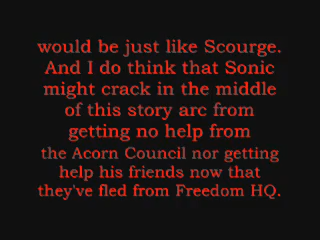 would be just like Scourge.
And I do think that Sonic
might crack in the middle
of this story arc from
getting no help from
the Acorn Council nor getting
help his friends now that
they've fled from Freedom HQ.